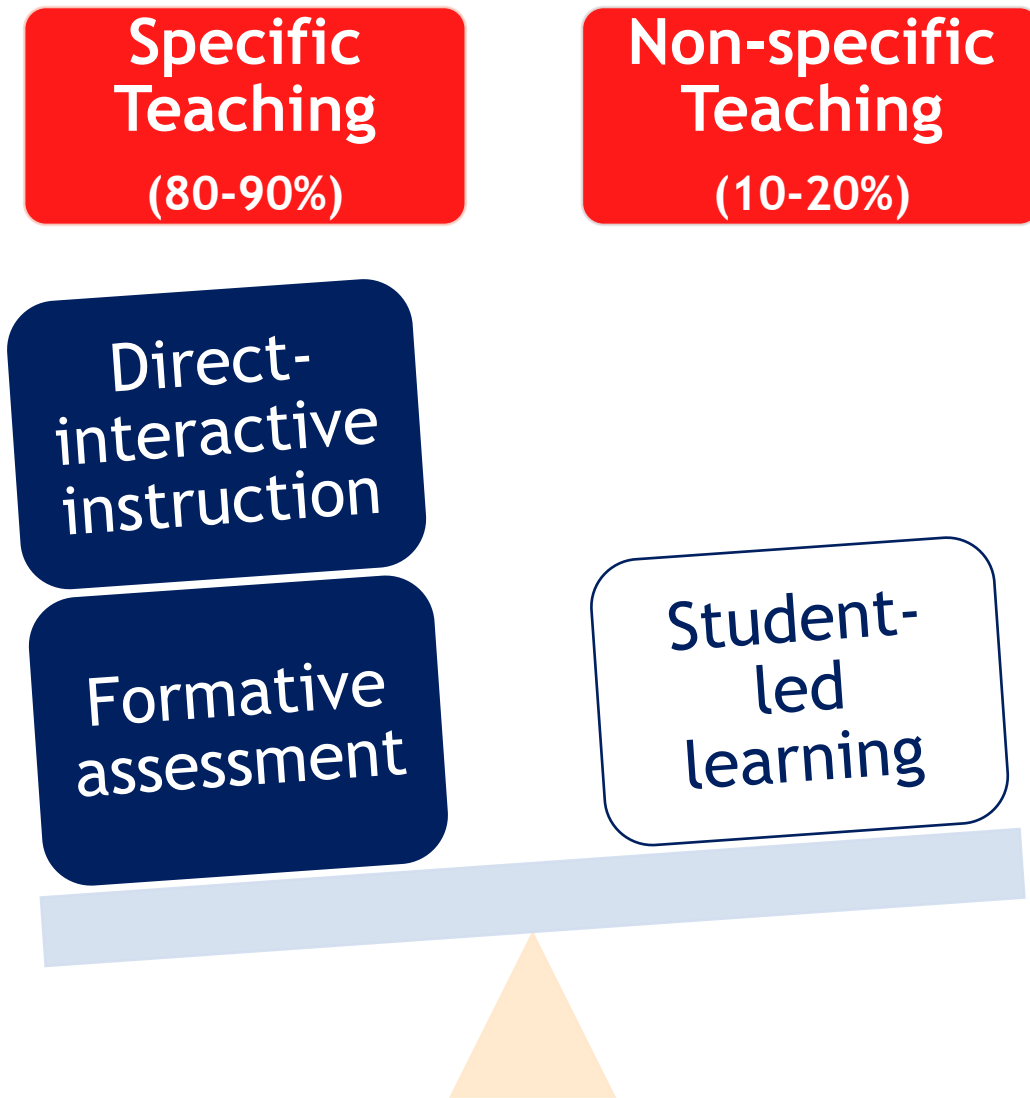 Specific
Teaching
(80-90%)
Non-specific
Teaching
(10-20%)
Direct-
interactive
instruction
Formative
assessment
Student-
led
learning